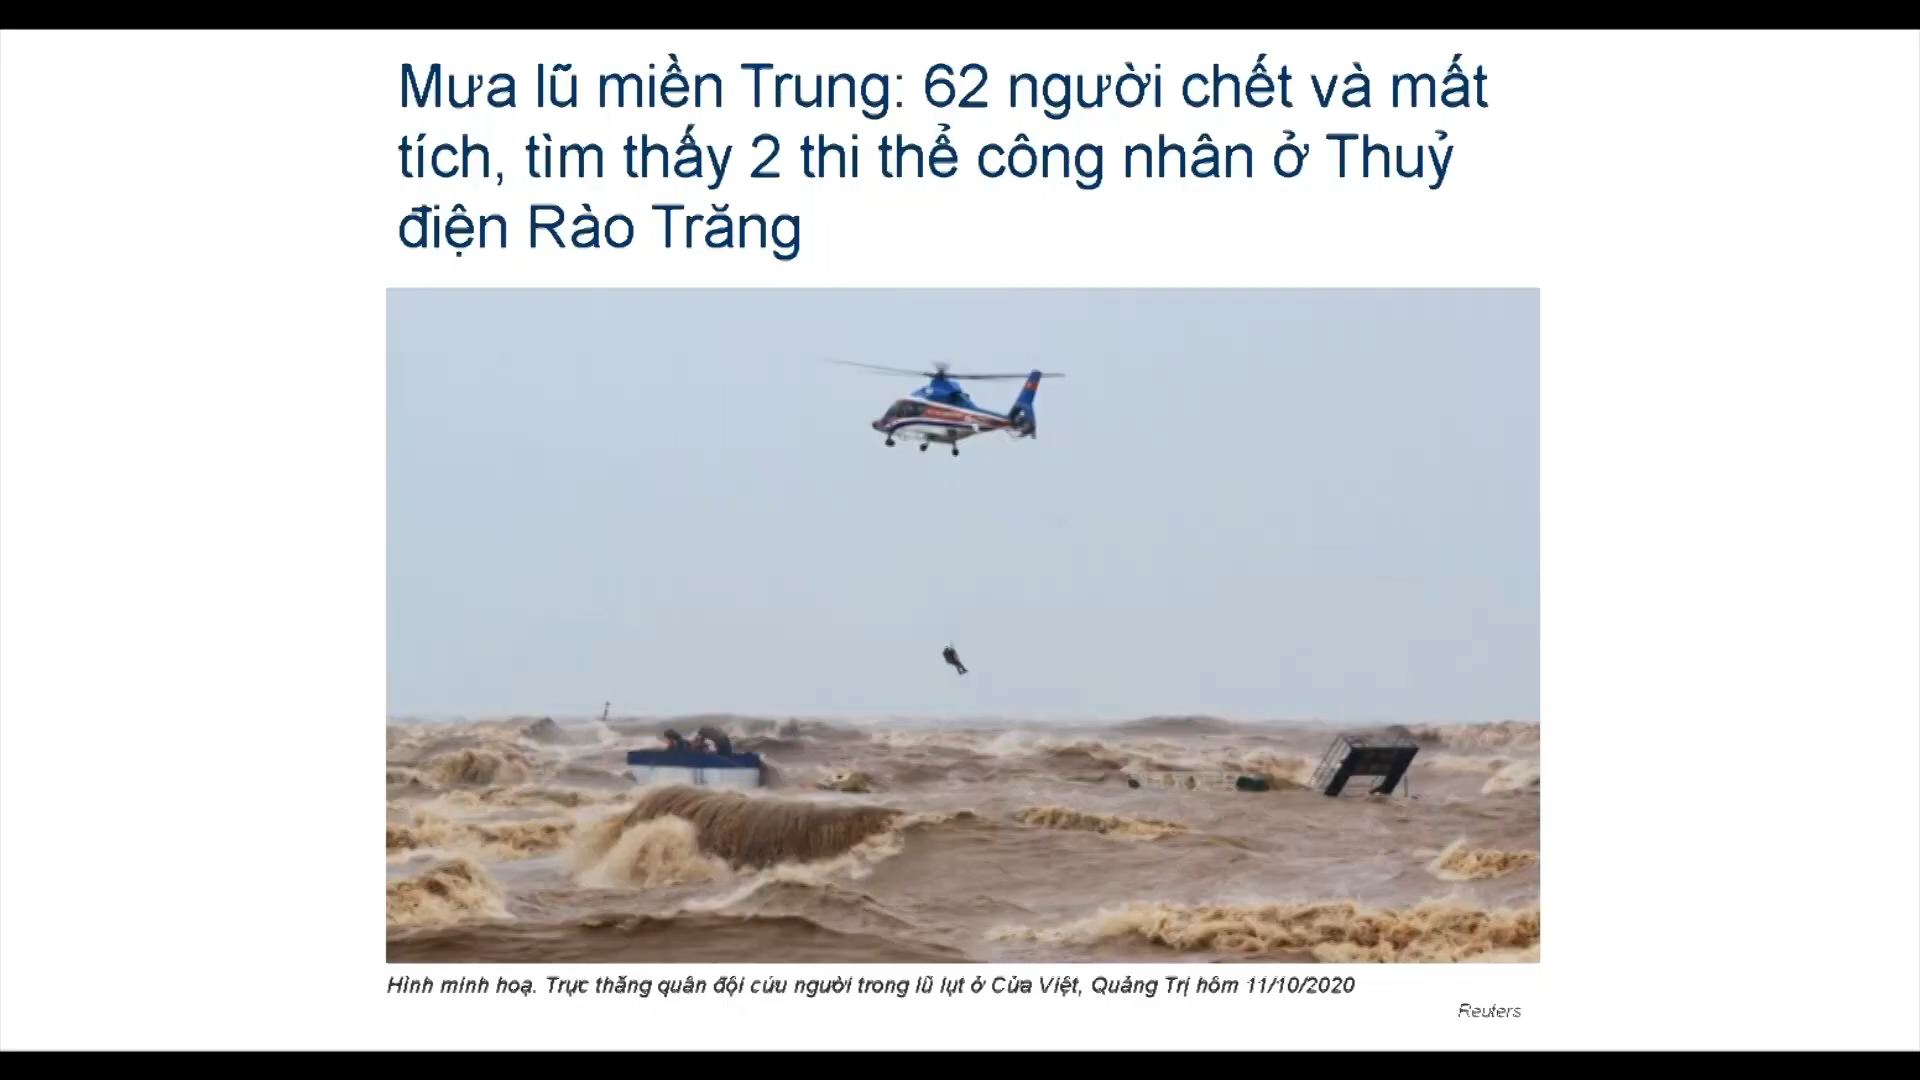 Mưa lũ miền Trung: 62 người chết và mất
tích, tìm thấy 2 thi thể công nhân ở Thuỷ
điện Rào Trăng
Hình minh hoạ. Trực thăng quân đội cứu người trong lũ lụt ở Cửa Việt, Quảng Trị hôm 11/10/2020
Reuters